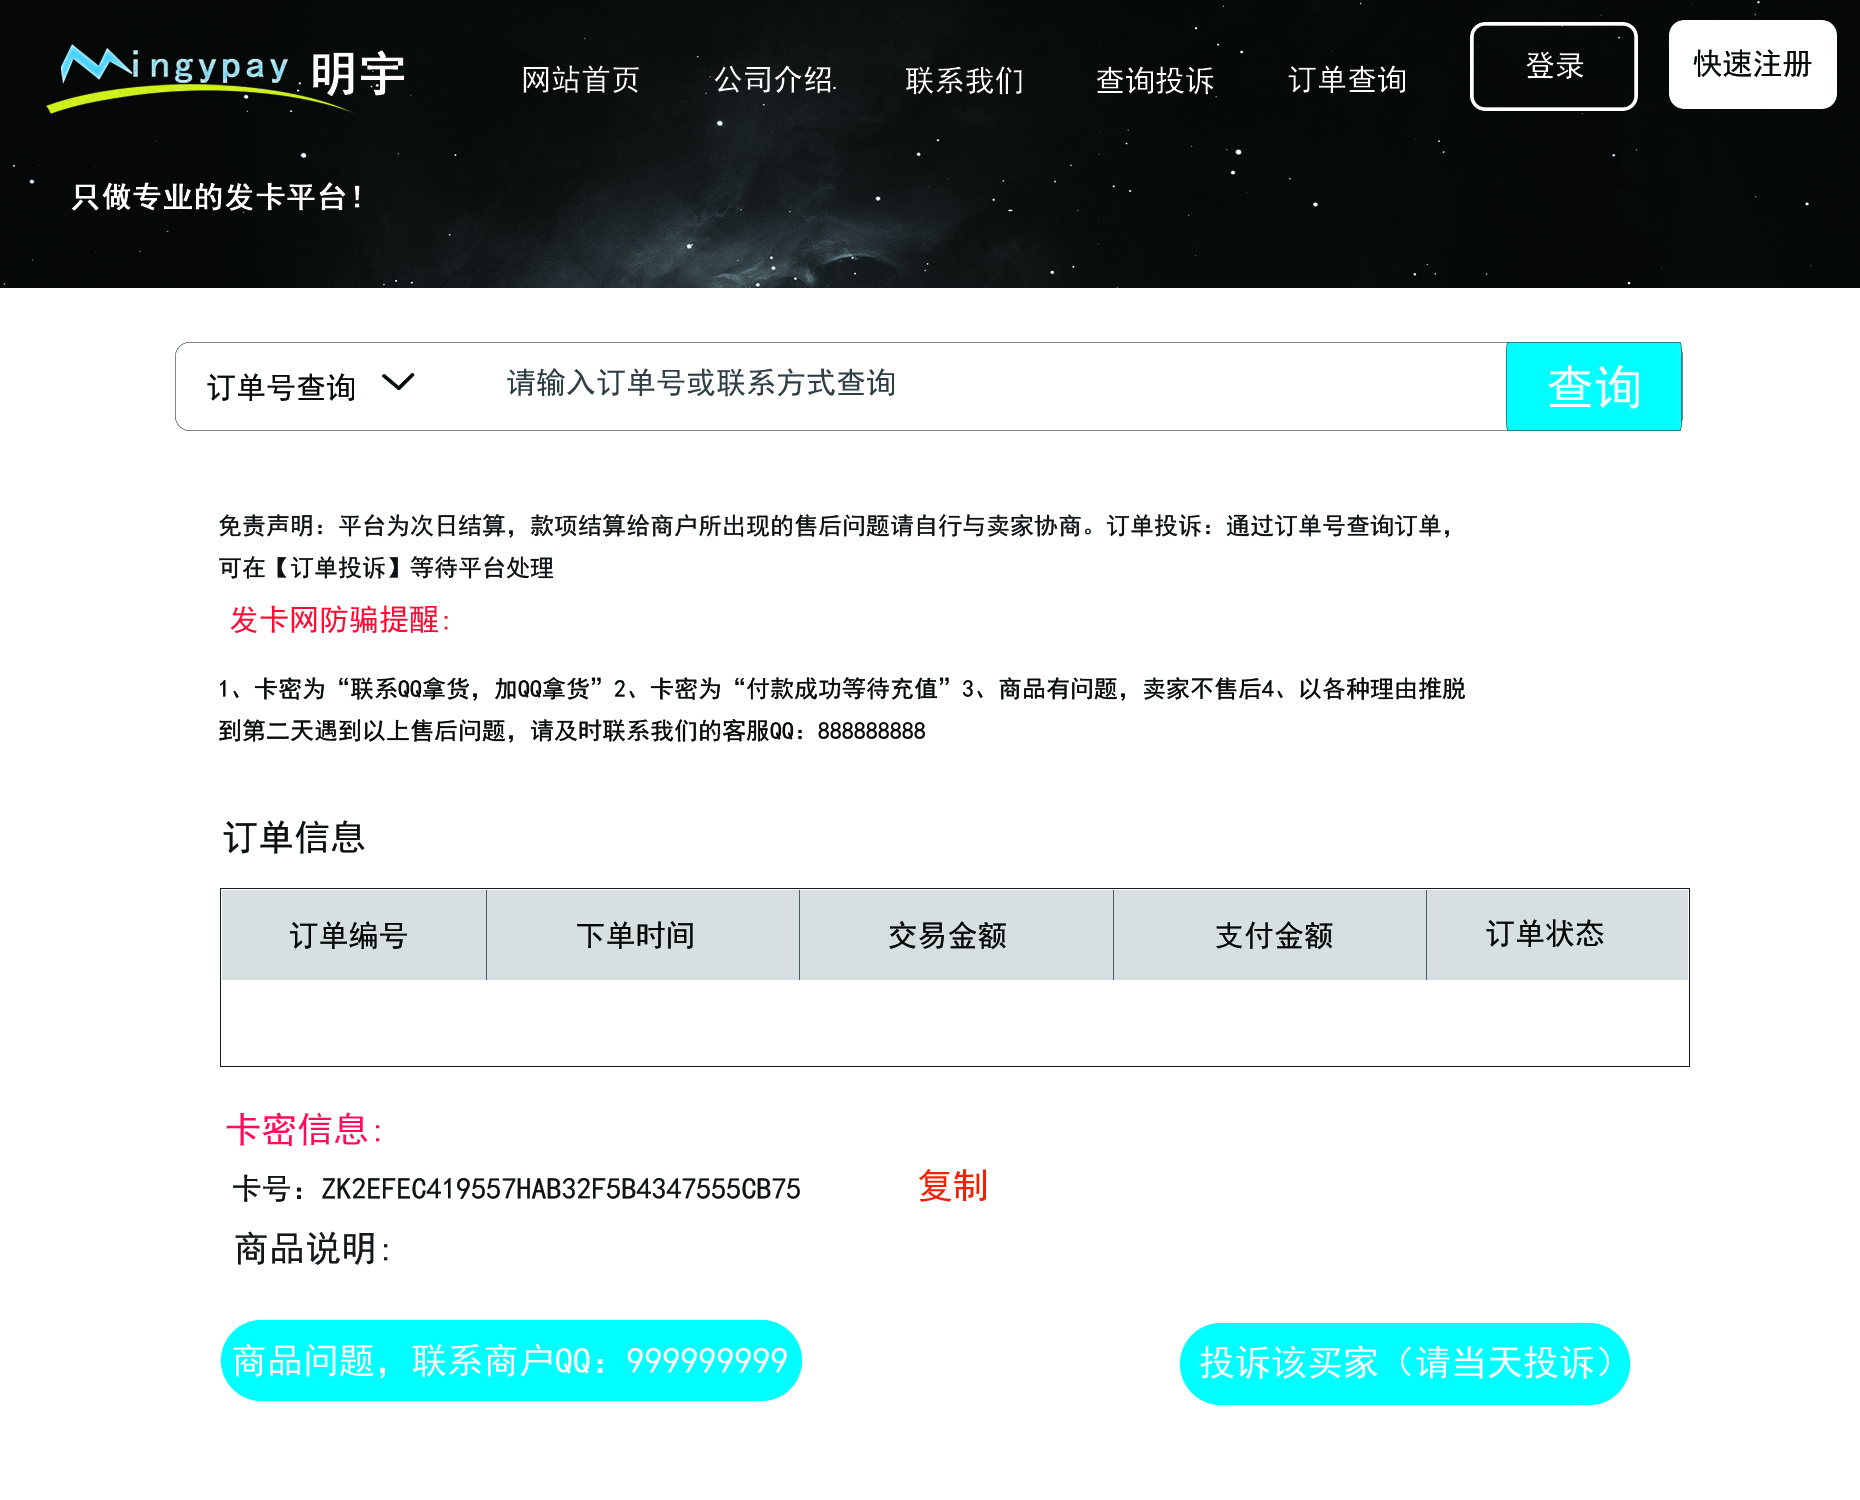 Mingypay 明宇
网站首页 公司介绍 联系我们 查询投诉 订单查询 登录 快速注册
只做专业的发卡平台！
订单号查询 请输入订单号或联系方式查询 查询
免责声明：平台为次日结算，款项结算给商户所出现的售后问题请自行与卖家协商。订单投诉：通过订单号查询订单，
可在【订单投诉】等待平台处理
发卡网防骗提醒：
1、卡密为“联系QQ拿货，加QQ拿货”2、卡密为“付款成功等待充值”3、商品有问题，卖家不售后4、以各种理由推脱
到第二天遇到以上售后问题，请及时联系我们的客服QQ：888888888
订单信息
订单编号 下单时间 交易金额 支付金额 订单状态
卡密信息：
卡号：ZK2EFEC419557HAB32F5B4347555CB75 复制
商品说明：
商品问题，联系商户QQ：999999999 投诉该买家（请当天投诉）